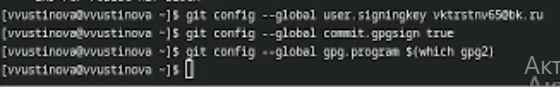 [vvustinova@vvustinova ~]$ git config --global user.signingkey vktrstnv65@bk.ru
[vvustinova@vvustinova ~]$ git config --global commit.gpgsign true
[vvustinova@vvustinova ~]$ git config --global gpg.program $(which gpg2)
[vvustinova@vvustinova ~]$
Акт